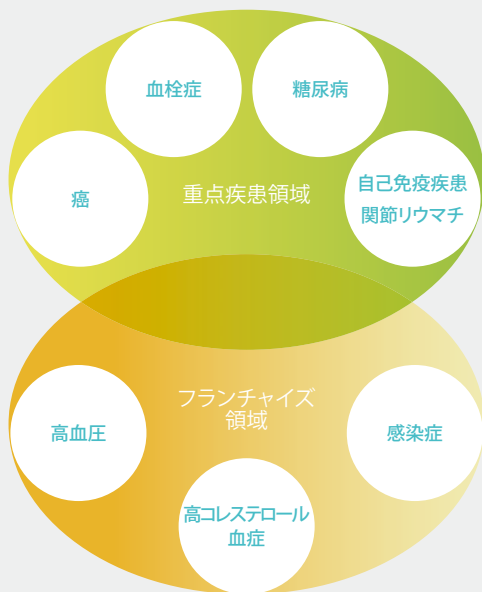 血栓症
糖尿病
癌
重点疾患領域
自己免疫疾患
関節リウマチ
フランチャイズ
領域
高血圧
感染症
高コレステロール
血症